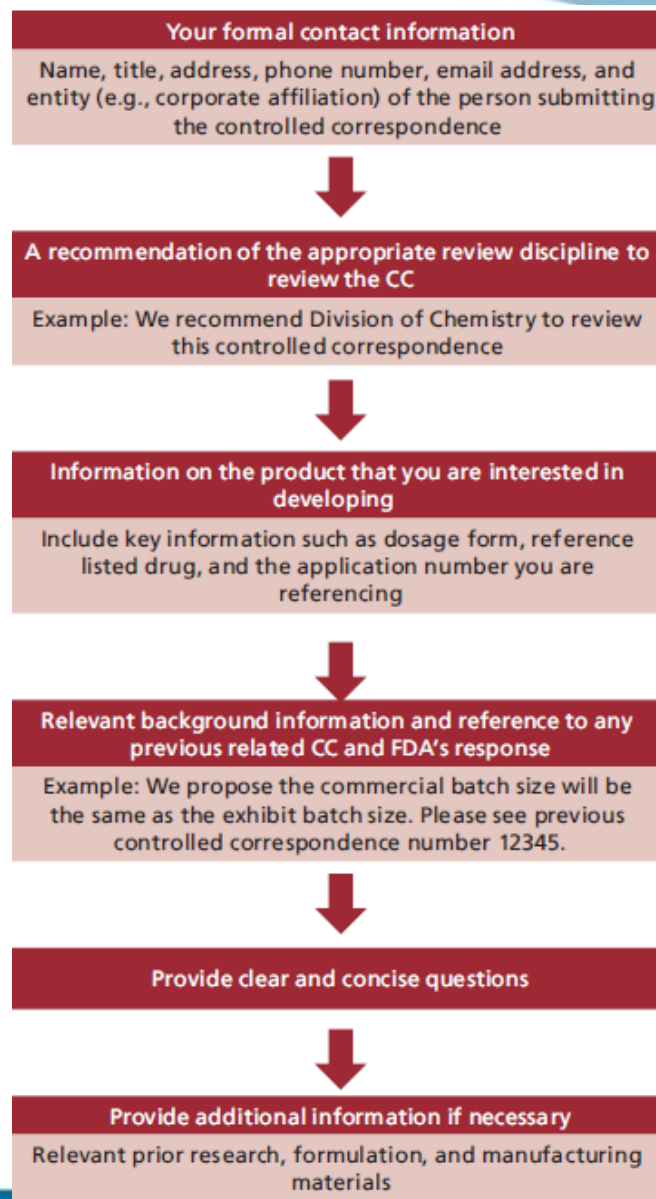 Your formal contact information
Name, title, address, phone number, email address, and
entity (e.g., corporate affiliation) of the person submitting
the controlled correspondence
A recommendation of the appropriate review discipline to
review the CC
Example: We recommend Division of Chemistry to review
this controlled correspondence
Information on the product that you are interested in
developing
Include key information such as dosage form, reference
listed drug, and the application number you are
referencing
Relevant background information and reference to any
previous related CC and FDA's response
Example: We propose the commercial batch size will be
the same as the exhibit batch size. Please see previous
controlled correspondence number 12345.
Provide clear and concise questions
Provide additional information if necessary
Relevant prior research, formulation, and manufacturing
materials